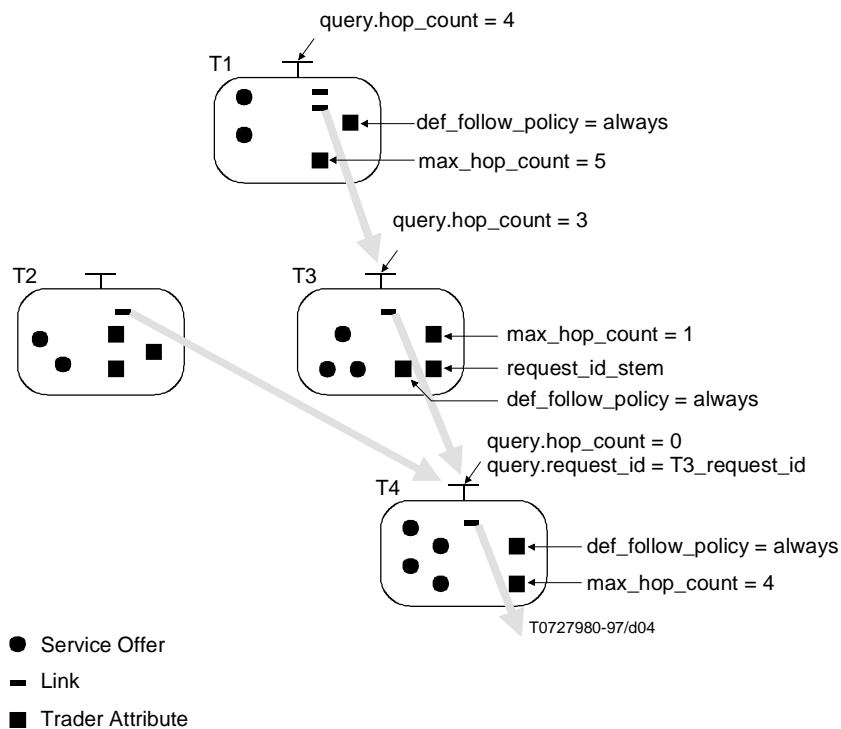 query.hop_count = 4
T1
def_follow_policy = always
max_hop_count = 5
query.hop_count = 3
T2
T3
max_hop_count = 1
request_id_stem
def_follow_policy = always
query.hop_count = 0
query.request_id = T3_request_id
T4
def_follow_policy = always
max_hop_count = 4
T0727980-97/d04
Service Offer
Link
Trader Attribute